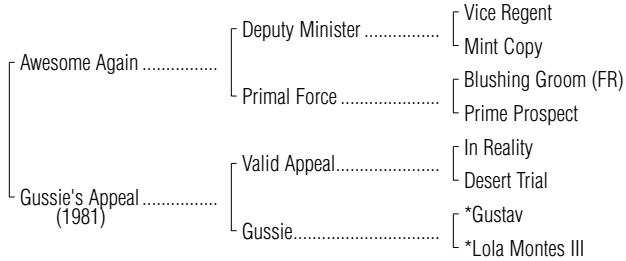 Vice Regent
Deputy Minister ..................
Mint Copy
Awesome Again ................
Blushing Groom (FR)
Primal Force .......................
Prime Prospect
In Reality
Valid Appeal........................
Desert Trial
Gussie's Appeal ................
(1981)
*Gustav
Gussie..................................
*Lola Montes III